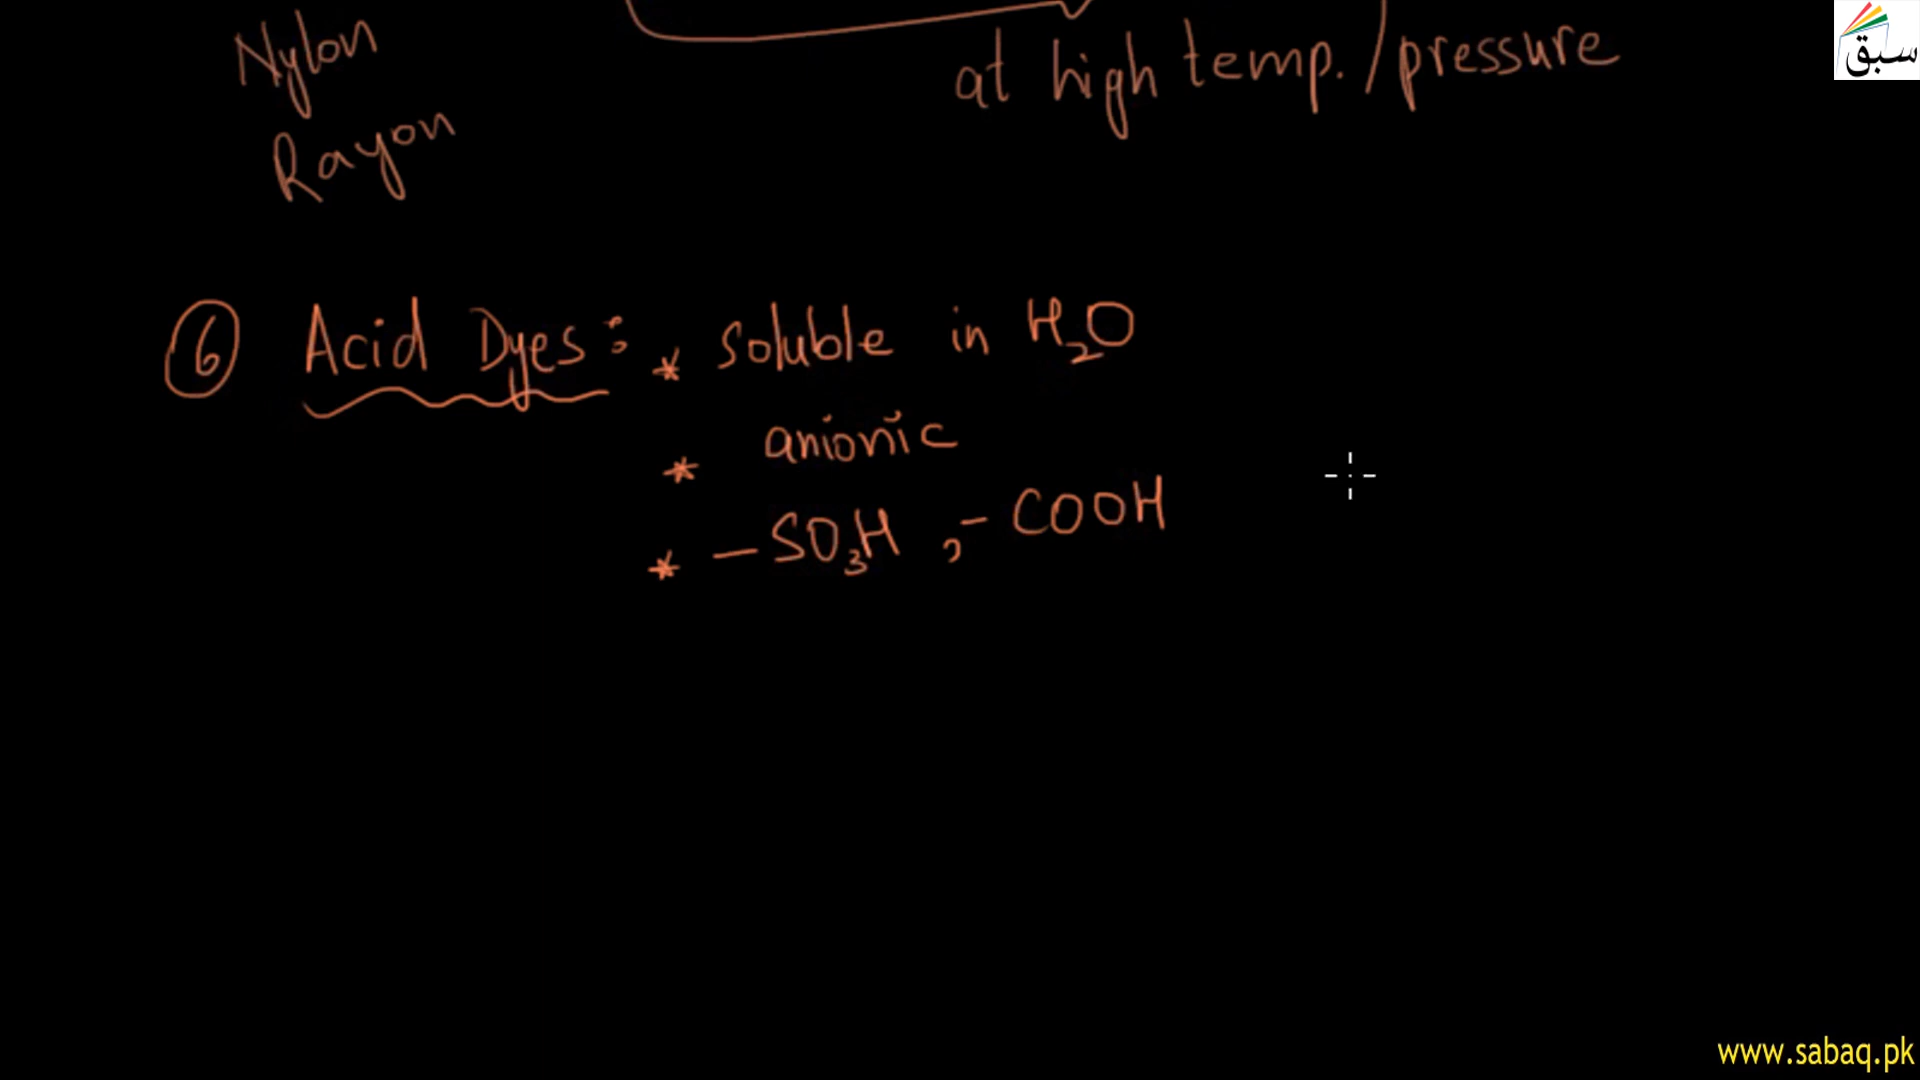 Nylon
at high temp. / pressure
سبق
Rayon
6 Acid Dyes : * soluble in H₂O
* anionic
* – SO₃H , – COOH
www.sabaq.pk